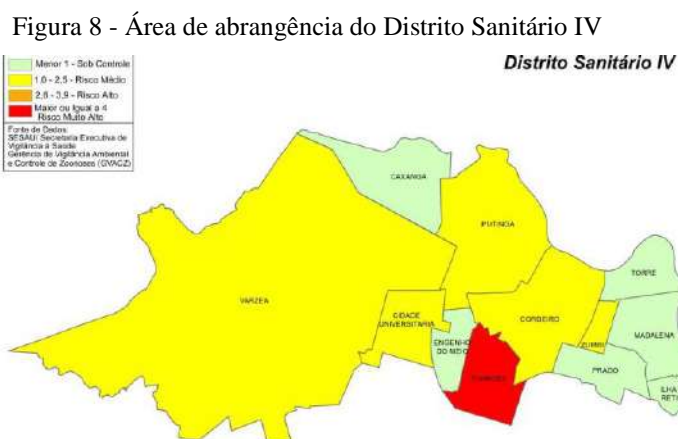 Figura 8 - Área de abrangência do Distrito Sanitário IV
Distrito Sanitário IV
Menor 1 - Sob Controle
1,0 - 2,5 - Risco Médio
2,6 - 3,9 - Risco Alto
Maior ou Igual a 4
Risco Muito Alto
Fonte de Dados:
SESAU/ Secretaria Executiva de
Vigilância à Saúde
Gerência de Vigilância Ambiental
e Controle de Zoonoses (GVACZ)
CAXANGA
IPUTINGA
TORRE
VARZEA
CIDADE
UNIVERSITARIA
CORDEIRO
MADALENA
ENGENHO
DO MEIO
ZUMBI
PRADO
ILHA
RETI